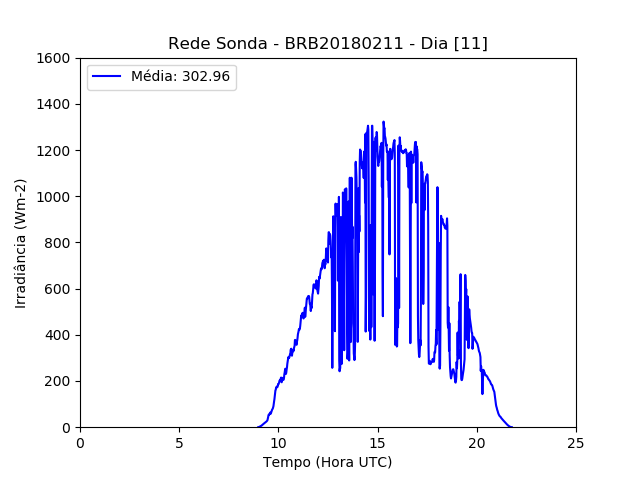 Rede Sonda - BRB20180211 - Dia [11]
Média: 302.96
1600
1400
1200
1000
800
600
400
200
0
Irradiância (Wm-2)
0 5 10 15 20 25
Tempo (Hora UTC)